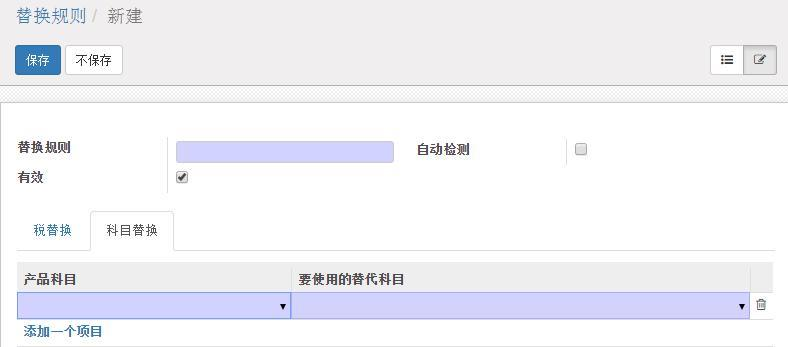 替换规则 / 新建
保存 不保存
替换规则 自动检测
有效
税替换 科目替换
产品科目 要使用的替代科目
添加一个项目